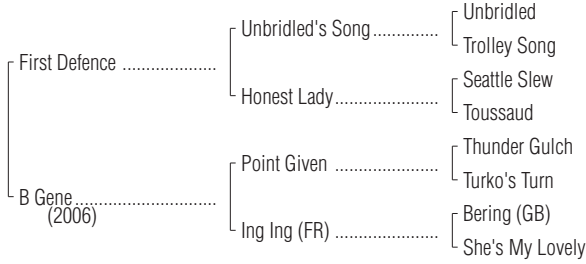 Unbridled
Unbridled's Song..............
Trolley Song
First Defence ....................
Seattle Slew
Honest Lady......................
Toussaud
Thunder Gulch
Point Given ......................
Turko's Turn
B Gene..............................
(2006)
Bering (GB)
Ing Ing (FR) ......................
She's My Lovely